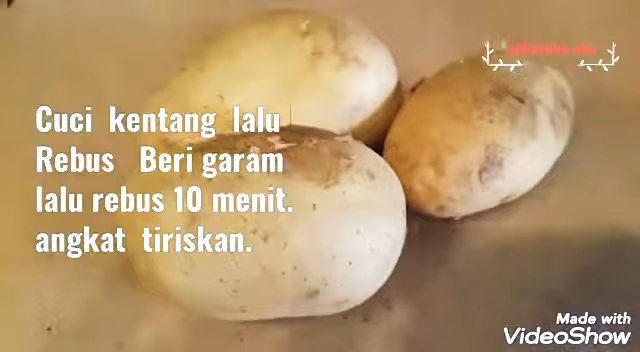 Cuci kentang lalu
Rebus Beri garam
lalu rebus 10 menit.
angkat tiriskan.
Made with
VideoShow